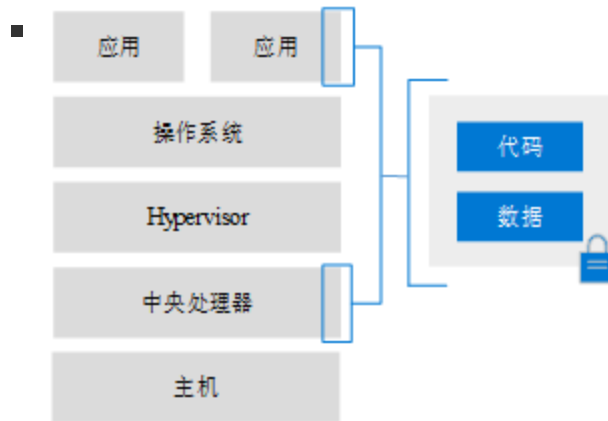 应用 应用
操作系统
Hypervisor
中央处理器
主机
代码
数据